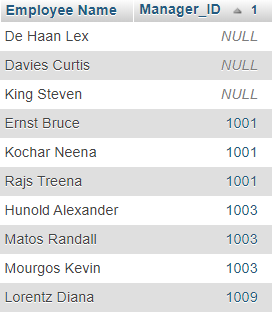 Employee Name Manager_ID 1
De Haan Lex NULL
Davies Curtis NULL
King Steven NULL
Ernst Bruce 1001
Kochar Neena 1001
Rajs Treena 1001
Hunold Alexander 1003
Matos Randall 1003
Mourgos Kevin 1003
Lorentz Diana 1009